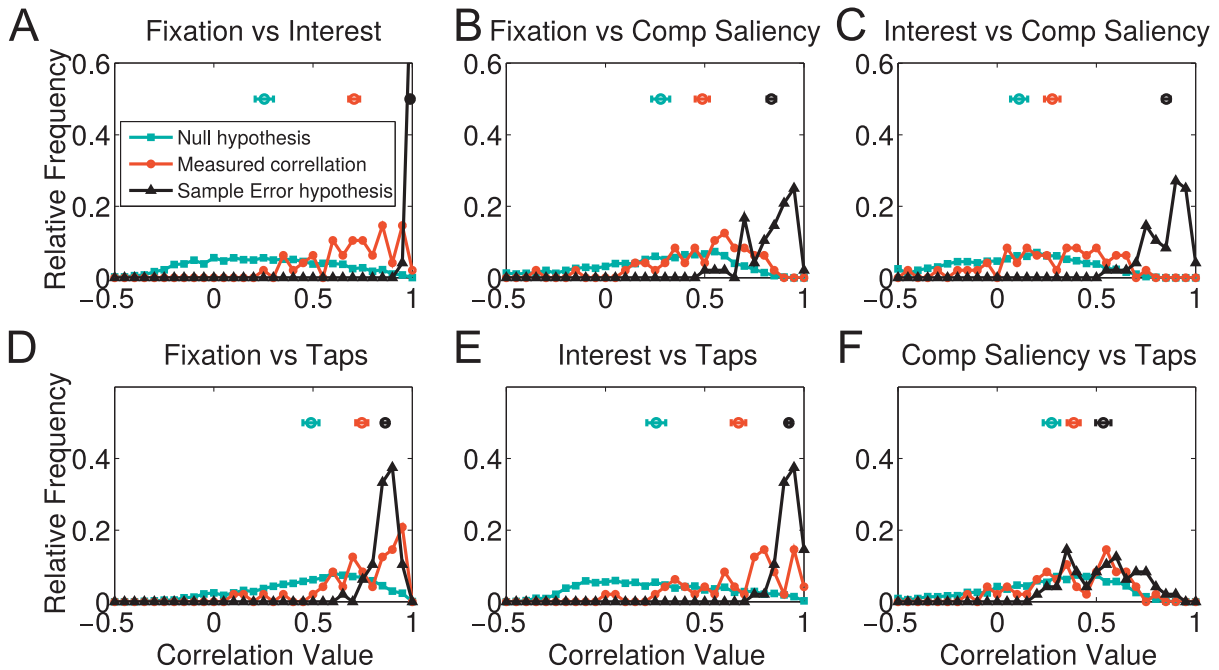 A Fixation vs Interest
B Fixation vs Comp Saliency
C Interest vs Comp Saliency
Relative Frequency
0.6
0.4
0.2
0
Null hypothesis
Measured correllation
Sample Error hypothesis
-0.5 0 0.5 1
0.6
0.4
0.2
0
-0.5 0 0.5 1
0.6
0.4
0.2
0
-0.5 0 0.5 1
D Fixation vs Taps
E Interest vs Taps
F Comp Saliency vs Taps
Relative Frequency
0.4
0.2
0
-0.5 0 0.5 1
Correlation Value
0.4
0.2
0
-0.5 0 0.5 1
Correlation Value
0.4
0.2
0
-0.5 0 0.5 1
Correlation Value